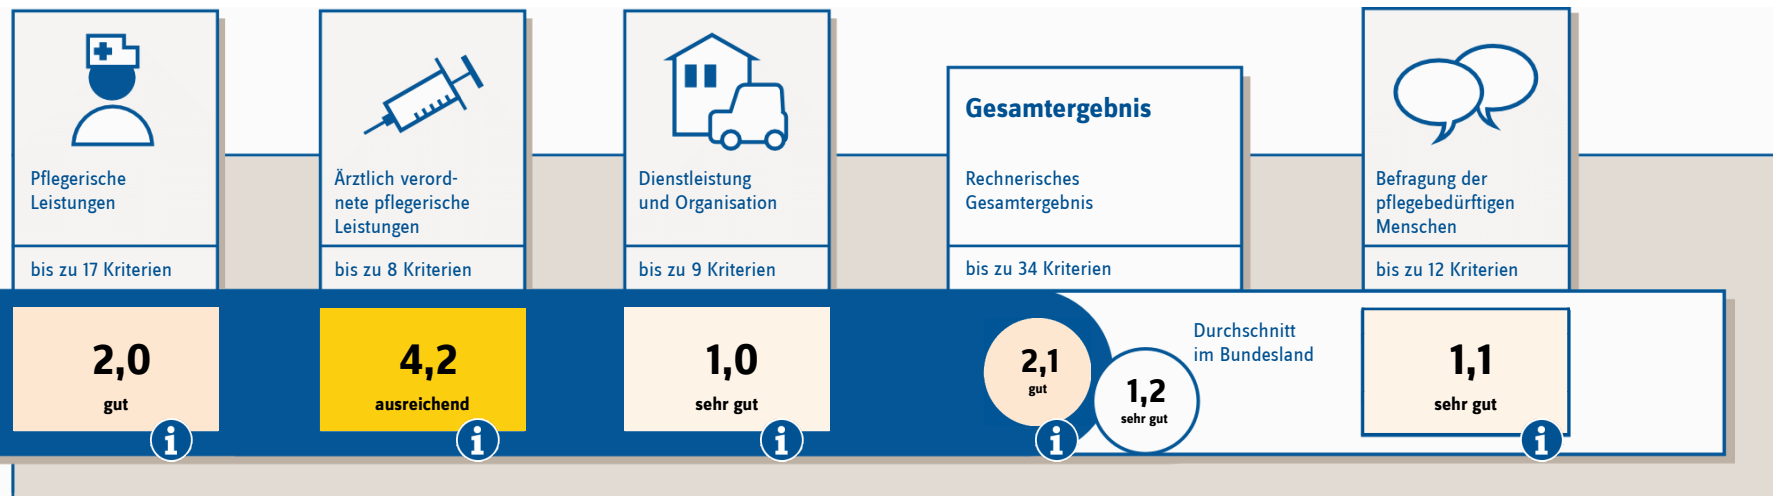 Pflegerische
Leistungen
bis zu 17 Kriterien
2,0
gut
i
Ärztlich verord-
nete pflegerische
Leistungen
bis zu 8 Kriterien
4,2
ausreichend
i
Dienstleistung
und Organisation
bis zu 9 Kriterien
1,0
sehr gut
i
Gesamtergebnis
Rechnerisches
Gesamtergebnis
bis zu 34 Kriterien
2,1
gut
i
1,2
sehr gut
Durchschnitt
im Bundesland
Befragung der
pflegebedürftigen
Menschen
bis zu 12 Kriterien
1,1
sehr gut
i